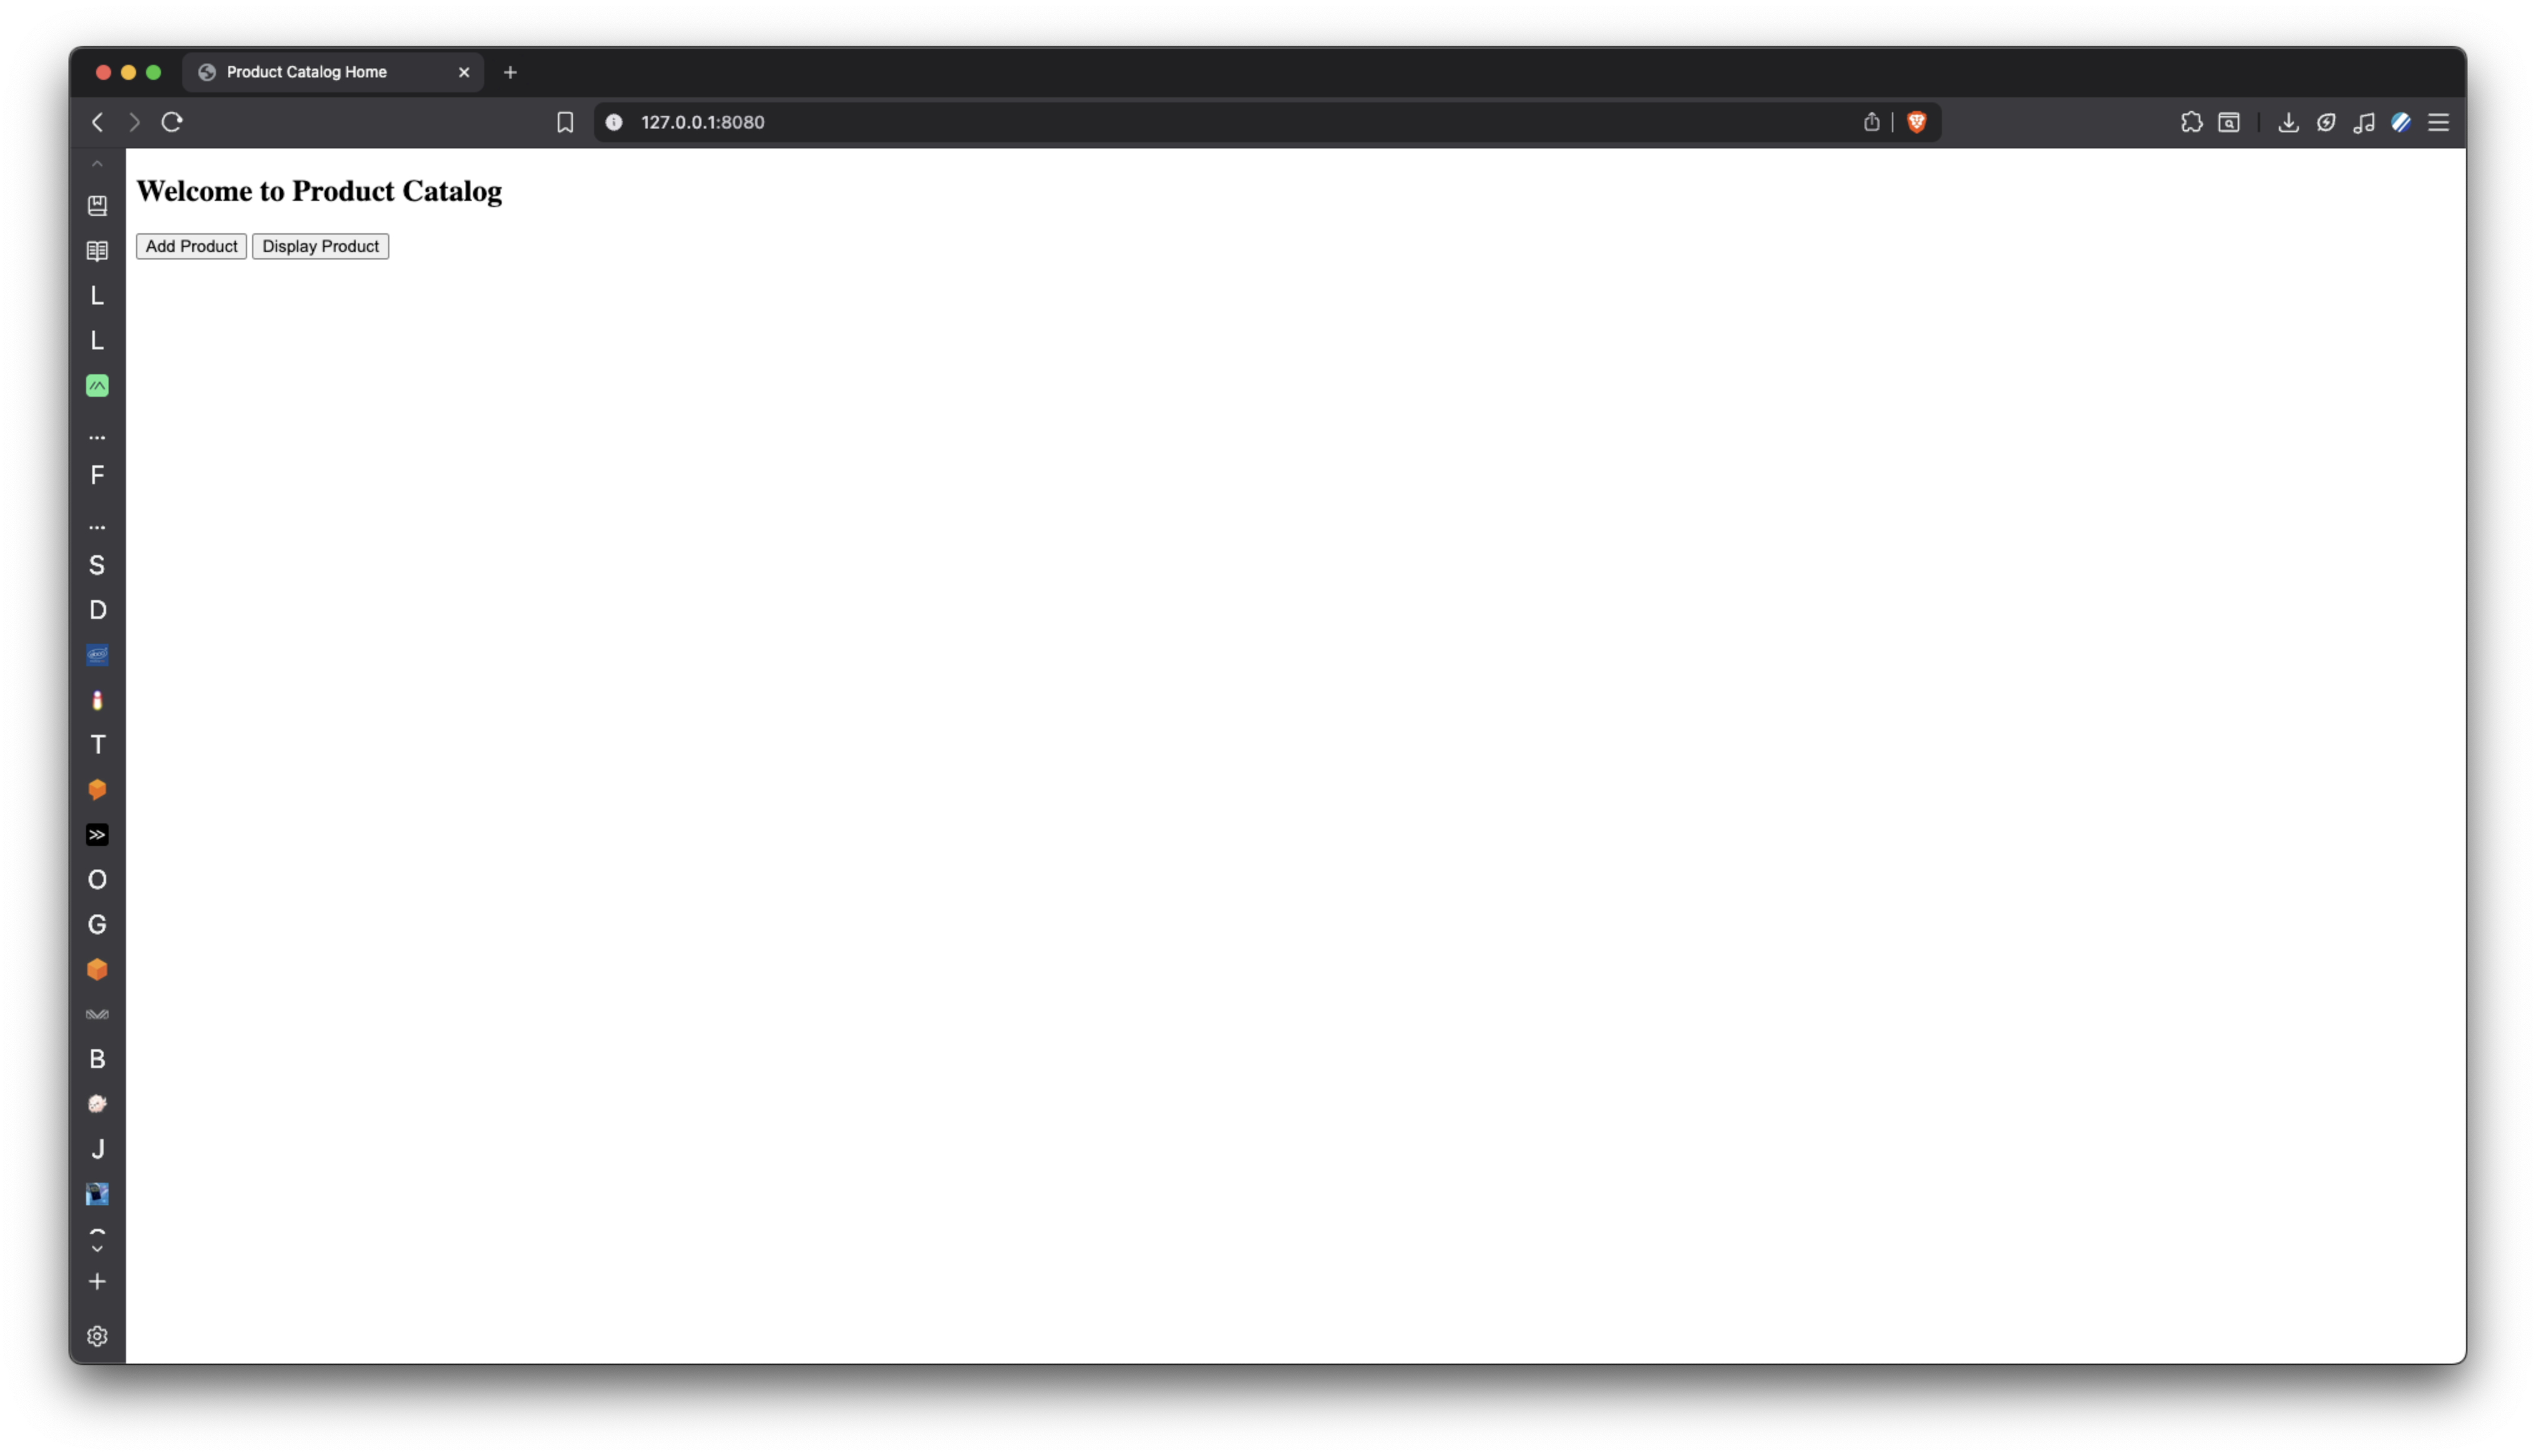 Product Catalog Home
127.0.0.1:8080
Welcome to Product Catalog
Add Product Display Product
L
L
...
F
...
S
D
T
O
G
B
J